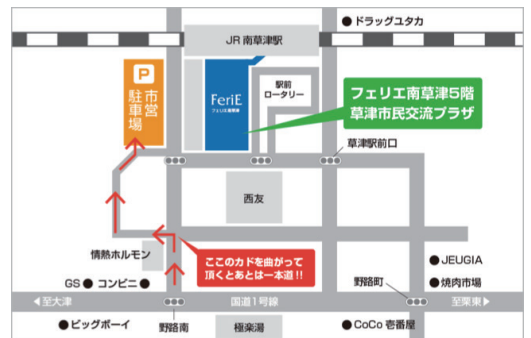 ドラッグユタカ
JR 南草津駅
P
市営
駐車場
FeriE
フェリエ南草津
駅前
ロータリー
フェリエ南草津5階
草津市民交流プラザ
草津駅前口
西友
情熱ホルモン
ここのカドを曲がって
頂くとあとは一本道!!
GS
コンビニ
JEUGIA
野路町
焼肉市場
◀至大津
国道1号線
至栗東▶
ビッグボーイ
野路南
極楽湯
CoCo 壱番屋